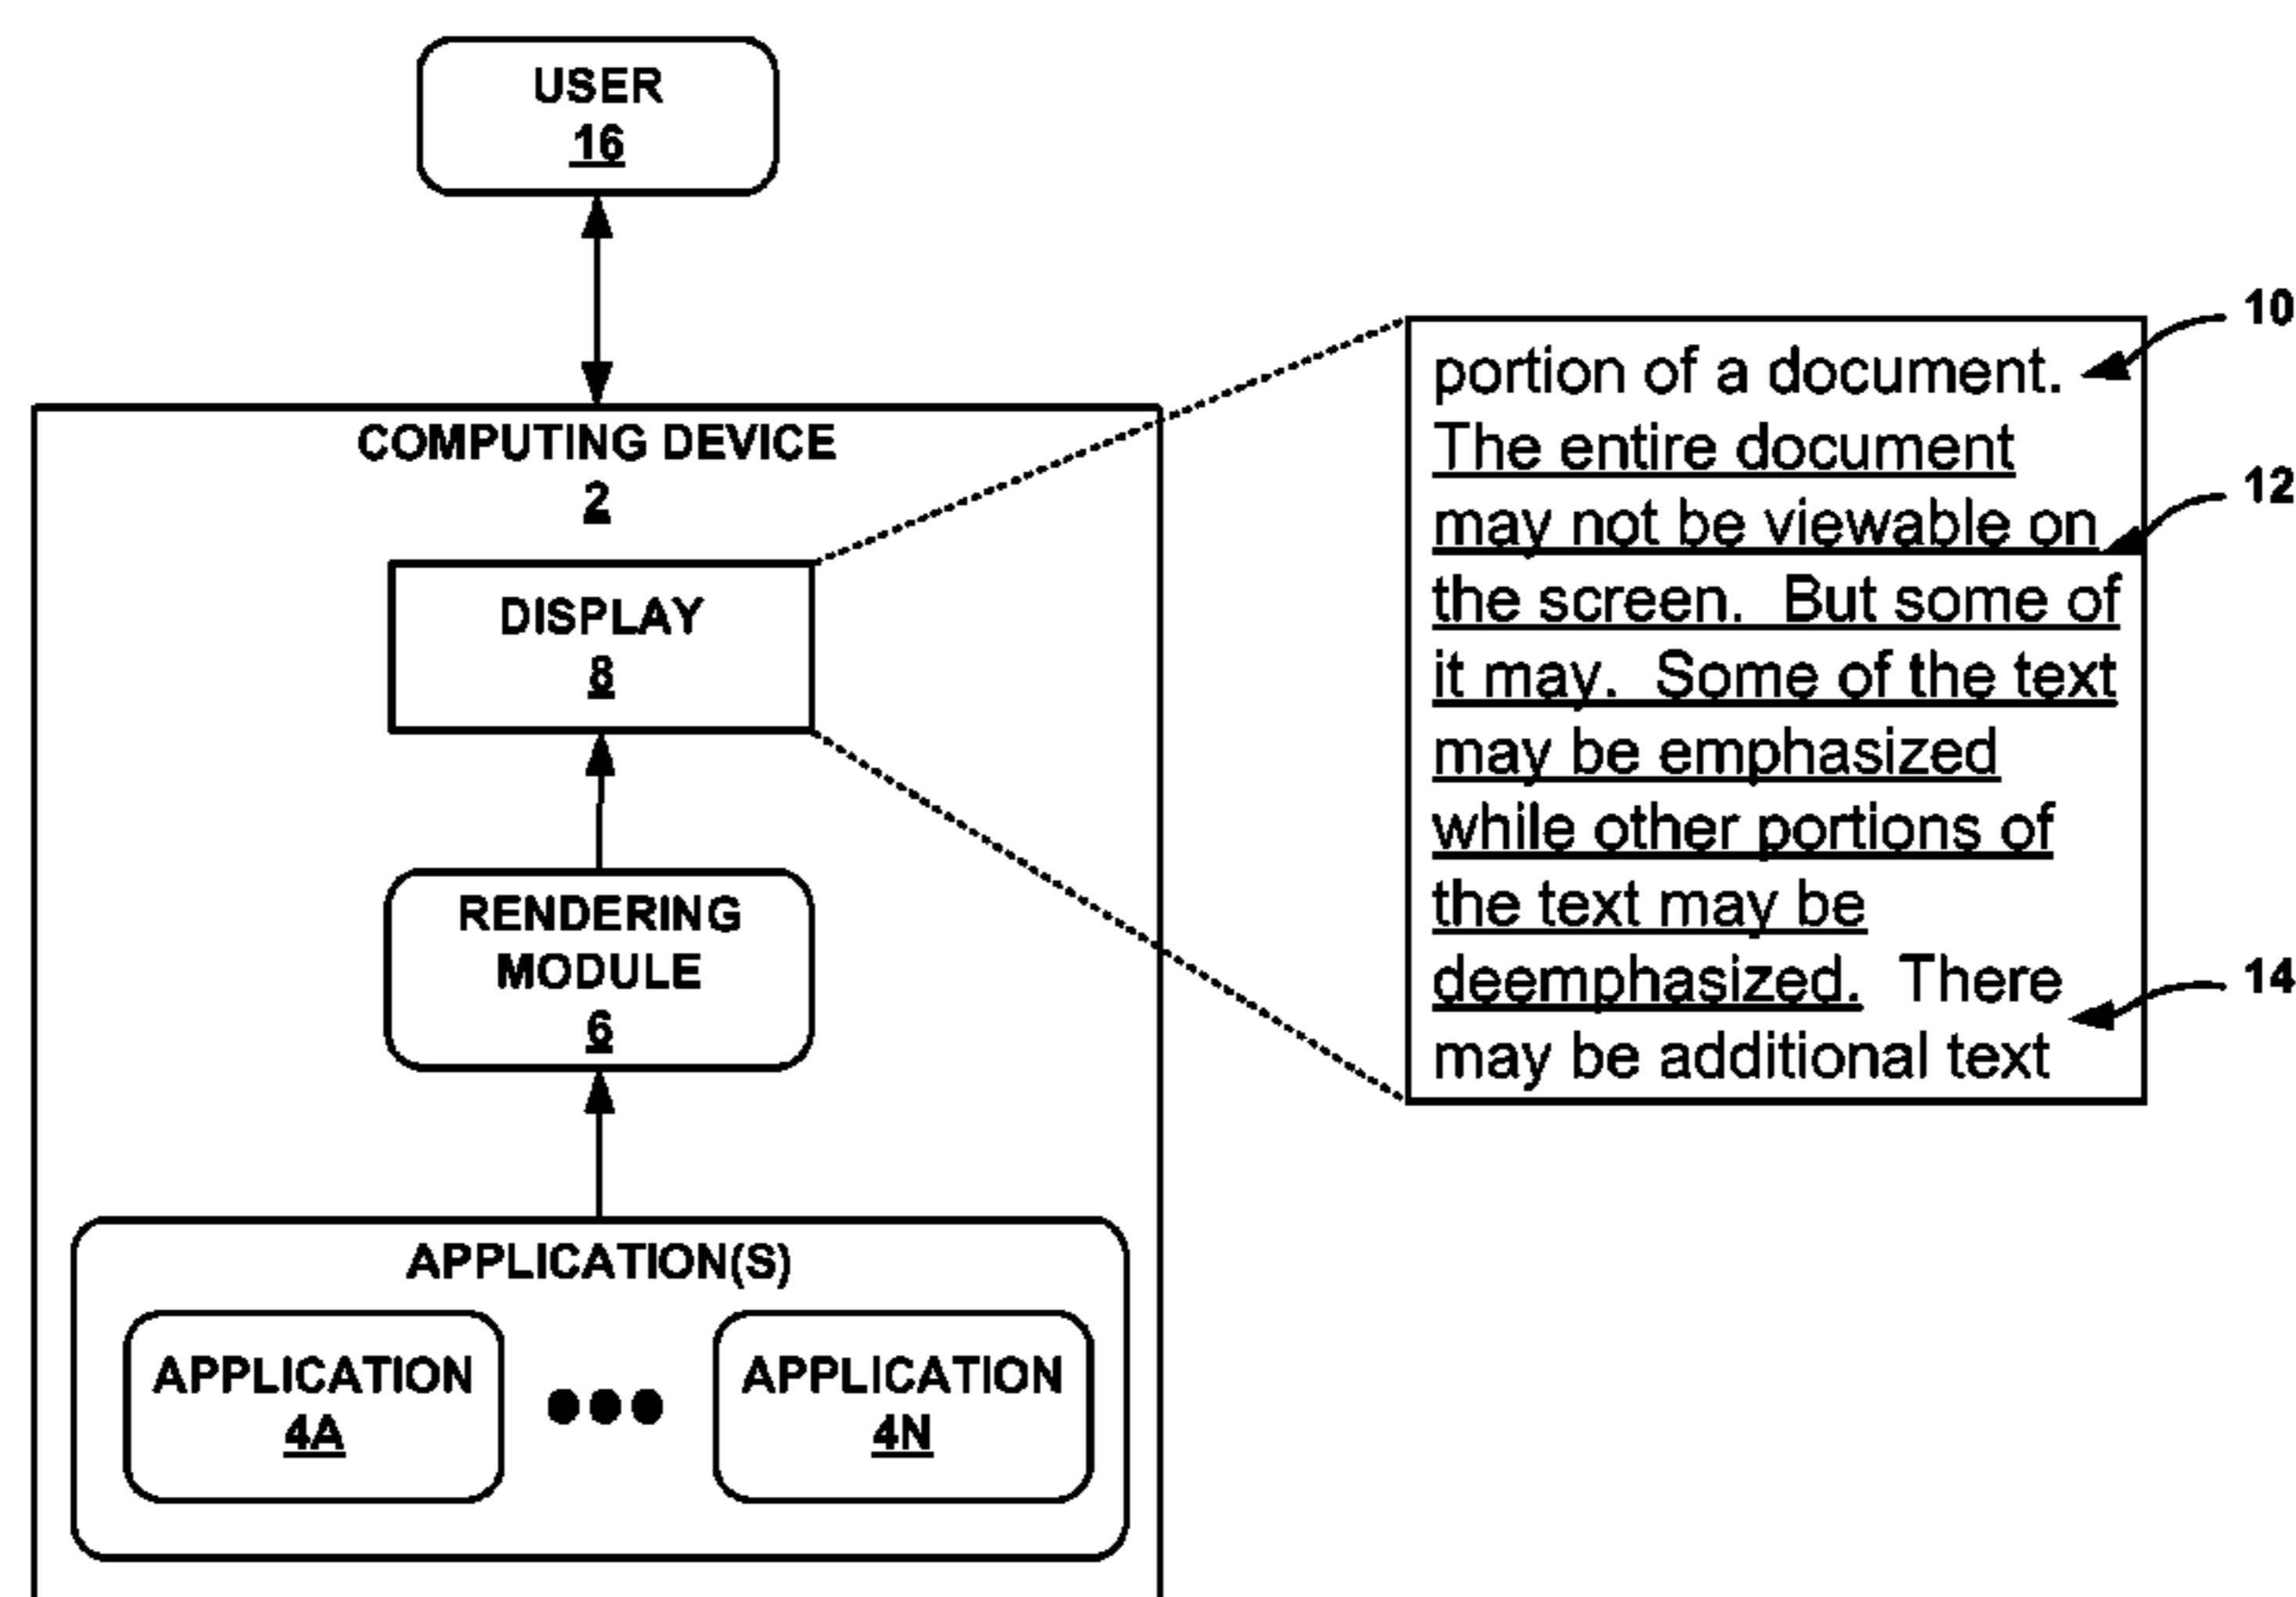 USER
16
COMPUTING DEVICE
2
DISPLAY
8
RENDERING
MODULE
6
APPLICATION(S)
APPLICATION
4A
APPLICATION
4N
portion of a document.
The entire document
may not be viewable on
the screen. But some of
it may. Some of the text
may be emphasized
while other portions of
the text may be
deemphasized. There
may be additional text
10
12
14